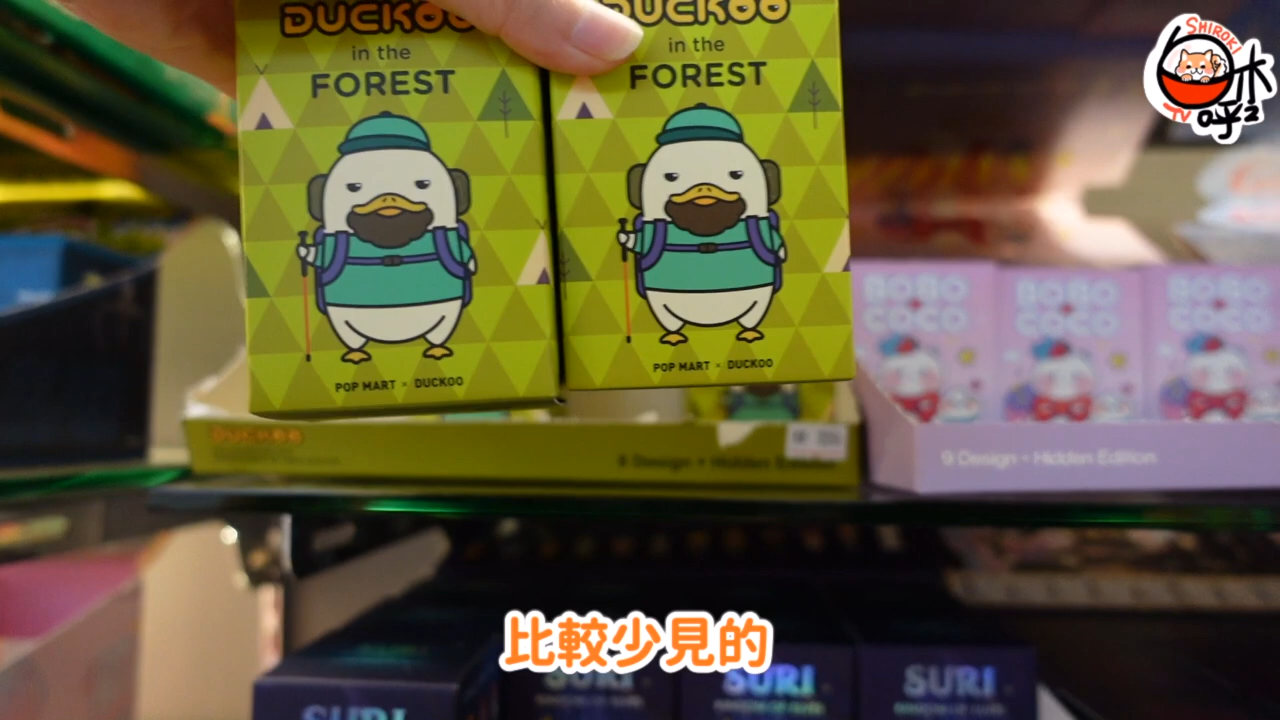 DUCKOO
in the
FOREST
POP MART × DUCKOO
DUCKOO
in the
FOREST
POP MART × DUCKOO
SHIROKI
TV
BOBO
COCO
BOBO
COCO
BOBO
COCO
DUCKOO
9 Design + Hidden Edition
9 Design + Hidden Edition
比較少見的
SURI
SURI
SURI
SURI